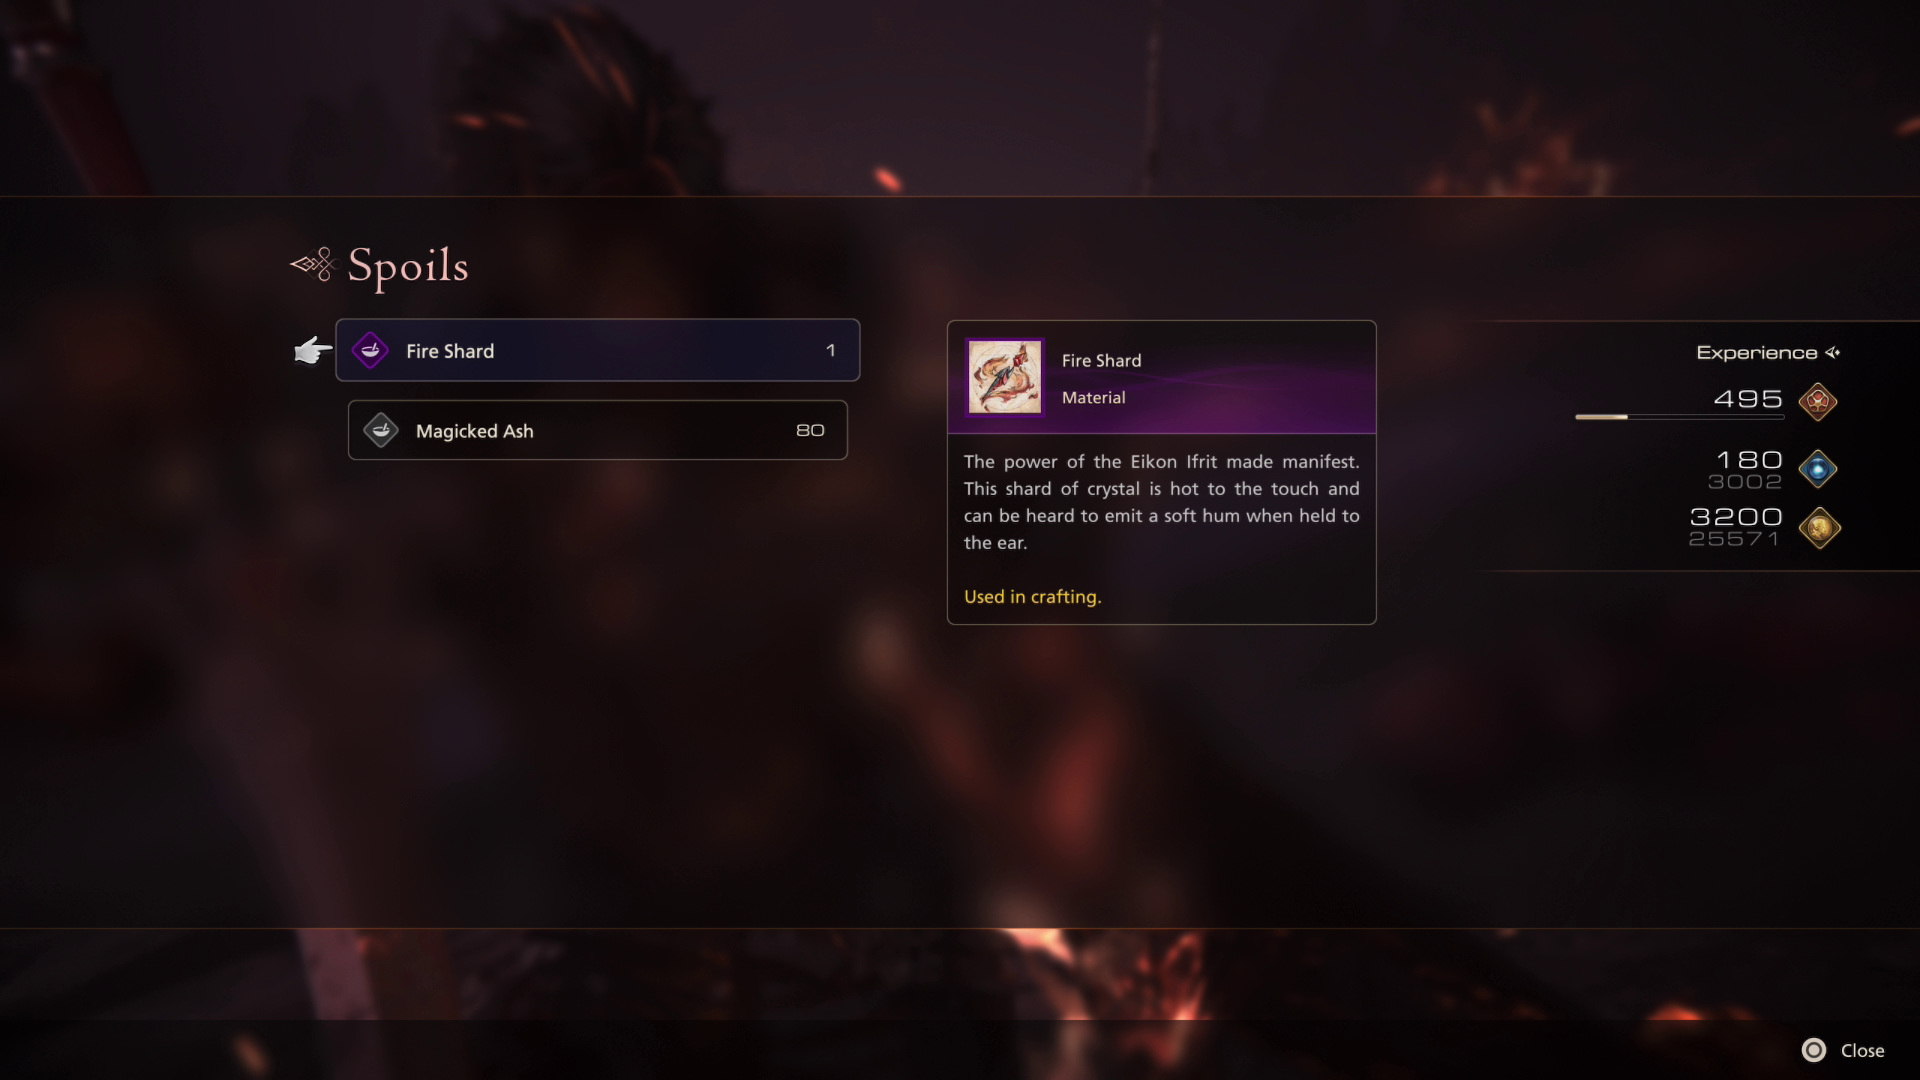 Spoils
Fire Shard 1
Magicked Ash 80
Fire Shard
Material
The power of the Eikon Ifrit made manifest.
This shard of crystal is hot to the touch and
can be heard to emit a soft hum when held to
the ear.
Used in crafting.
Experience
495
180
3002
3200
25571
Close